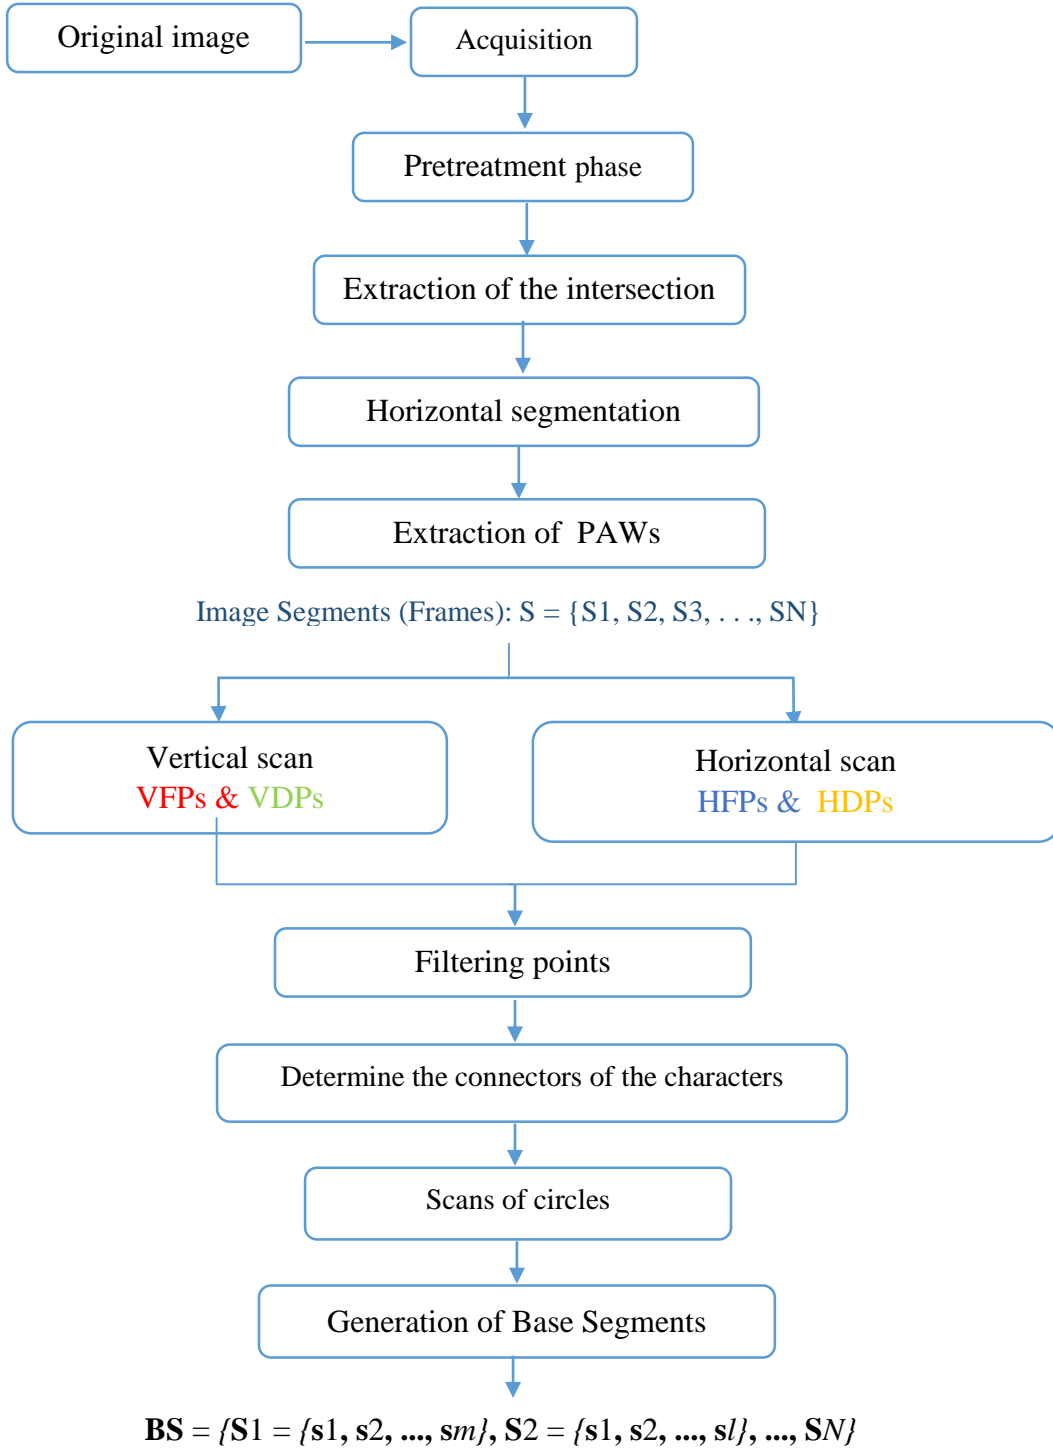 Original image
Acquisition
Pretreatment phase
Extraction of the intersection
Horizontal segmentation
Extraction of PAWs
Image Segments (Frames): S = {S1, S2, S3, . . ., SN}
Vertical scan
VFPs & VDPs
Horizontal scan
HFPs & HDPs
Filtering points
Determine the connectors of the characters
Scans of circles
Generation of Base Segments
BS = {S1 = {s1, s2, ..., sm}, S2 = {s1, s2, ..., sl}, ..., SN}